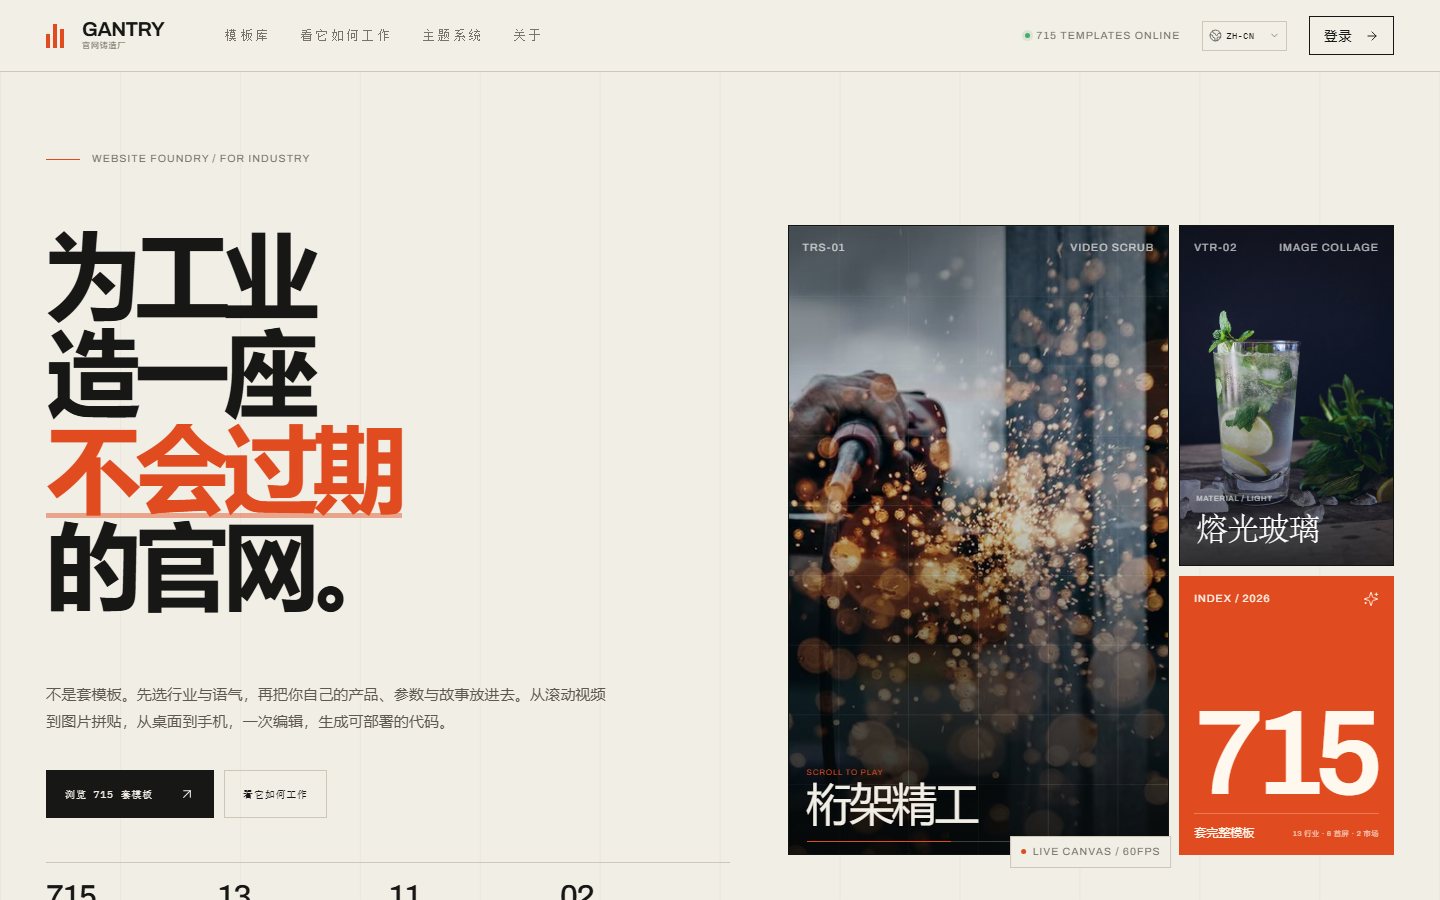 GANTRY
官网铸造厂
模板库
看它如何工作
主题系统
关于
715 TEMPLATES ONLINE
ZH-CN
登录
WEBSITE FOUNDRY / FOR INDUSTRY
为工业
造一座
不会过期
的官网。
不是套模板。先选行业与语气，再把你自己的产品、参数与故事放进去。从滚动视频
到图片拼贴，从桌面到手机，一次编辑，生成可部署的代码。
浏览 715 套模板
看它如何工作
715
13
11
02
TRS-01
VIDEO SCRUB
SCROLL TO PLAY
桁架精工
LIVE CANVAS / 60FPS
VTR-02
IMAGE COLLAGE
MATERIAL / LIGHT
熔光玻璃
INDEX / 2026
715
套完整模板
13 行业 · 8 首屏 · 2 市场